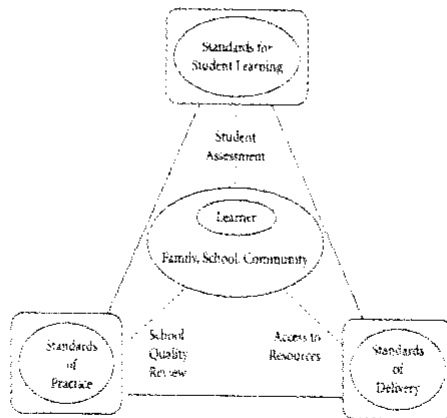 Standards for
Student Learning
Student
Assessment
Learner
Family, School, Community
School
Quality
Review
Access to
Resources
Standards
of
Practice
Standards
of
Delivery